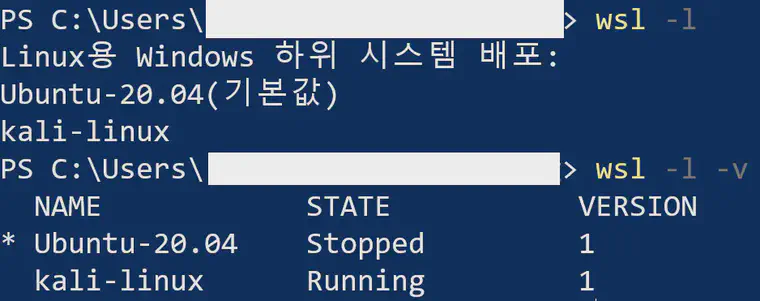 PS C:\Users\> wsl -l
Linux용 Windows 하위 시스템 배포:
Ubuntu-20.04(기본값)
kali-linux
PS C:\Users\> wsl -l -v
NAME STATE VERSION
* Ubuntu-20.04 Stopped 1
kali-linux Running 1